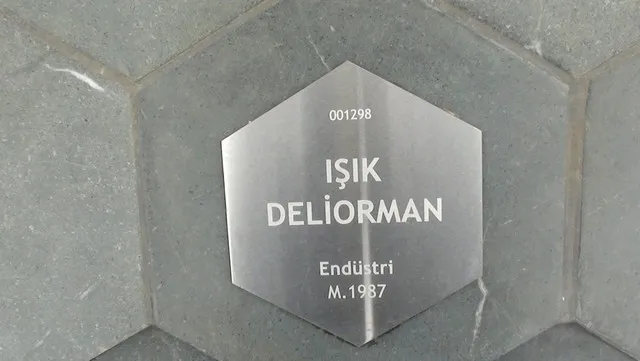 001298
IŞIK
DELİORMAN
Endüstri
M.1987